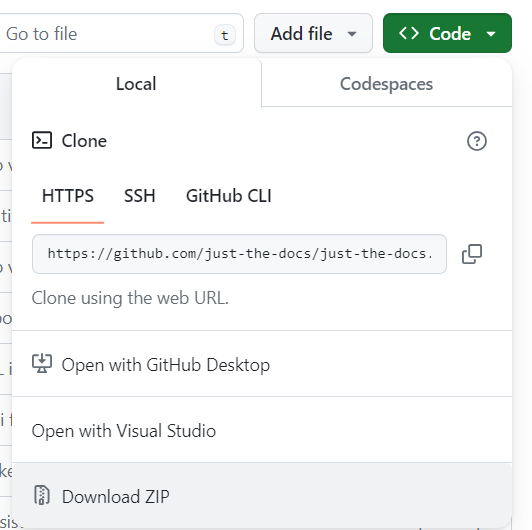 Go to file t Add file Code
Local Codespaces
Clone
HTTPS SSH GitHub CLI
https://github.com/just-the-docs/just-the-docs.
Clone using the web URL.
Open with GitHub Desktop
Open with Visual Studio
Download ZIP